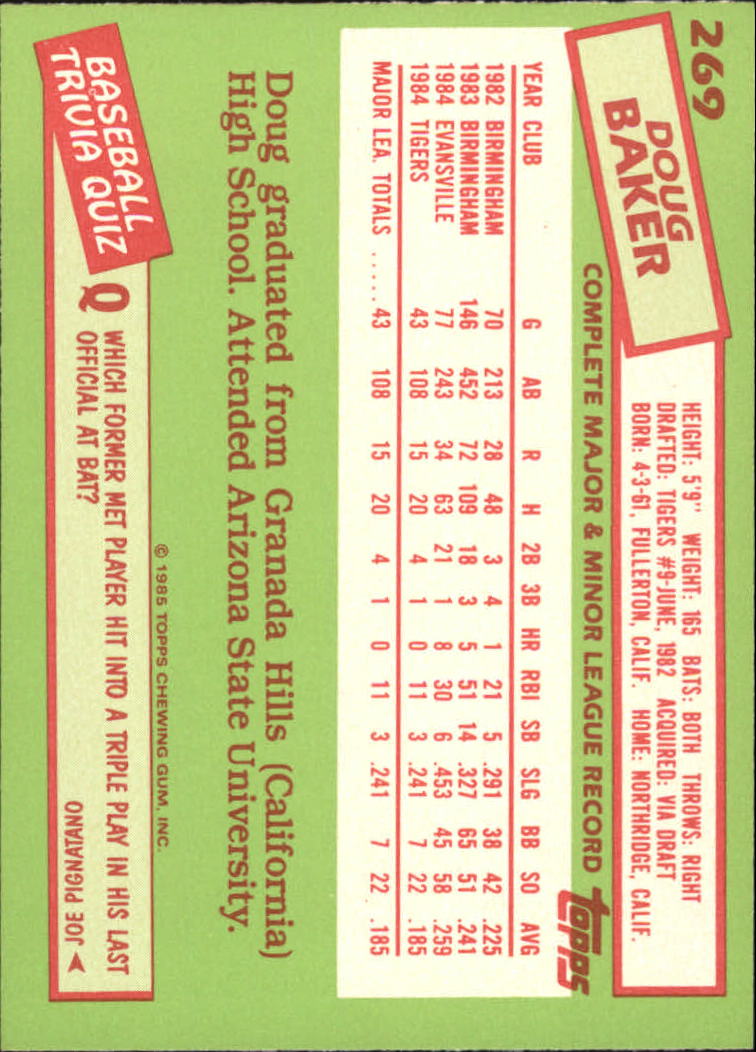 269
DOUG
BAKER
HEIGHT: 5'9" WEIGHT: 165 BATS: BOTH THROWS: RIGHT
DRAFTED: TIGERS #9-JUNE, 1982 ACQUIRED: VIA DRAFT
BORN: 4-3-61, FULLERTON, CALIF. HOME: NORTHRIDGE, CALIF.
COMPLETE MAJOR & MINOR LEAGUE RECORD topps
YEAR CLUB G AB R H 2B 3B HR RBI SB SLG BB SO AVG
1982 BIRMINGHAM 70 213 28 48 3 4 1 21 5 .291 38 42 .225
1983 BIRMINGHAM 146 452 72 109 18 3 5 51 14 .327 65 51 .241
1984 EVANSVILLE 77 243 34 63 21 1 8 30 6 .453 45 58 .259
1984 TIGERS 43 108 15 20 4 1 0 11 3 .241 7 22 .185
MAJOR LEA. TOTALS ..... 43 108 15 20 4 1 0 11 3 .241 7 22 .185
Doug graduated from Granada Hills (California)
High School. Attended Arizona State University.
© 1985 TOPPS CHEWING GUM, INC.
BASEBALL
TRIVIA QUIZ
Q WHICH FORMER MET PLAYER HIT INTO A TRIPLE PLAY IN HIS LAST
OFFICIAL AT BAT?
A JOE PIGNATANO